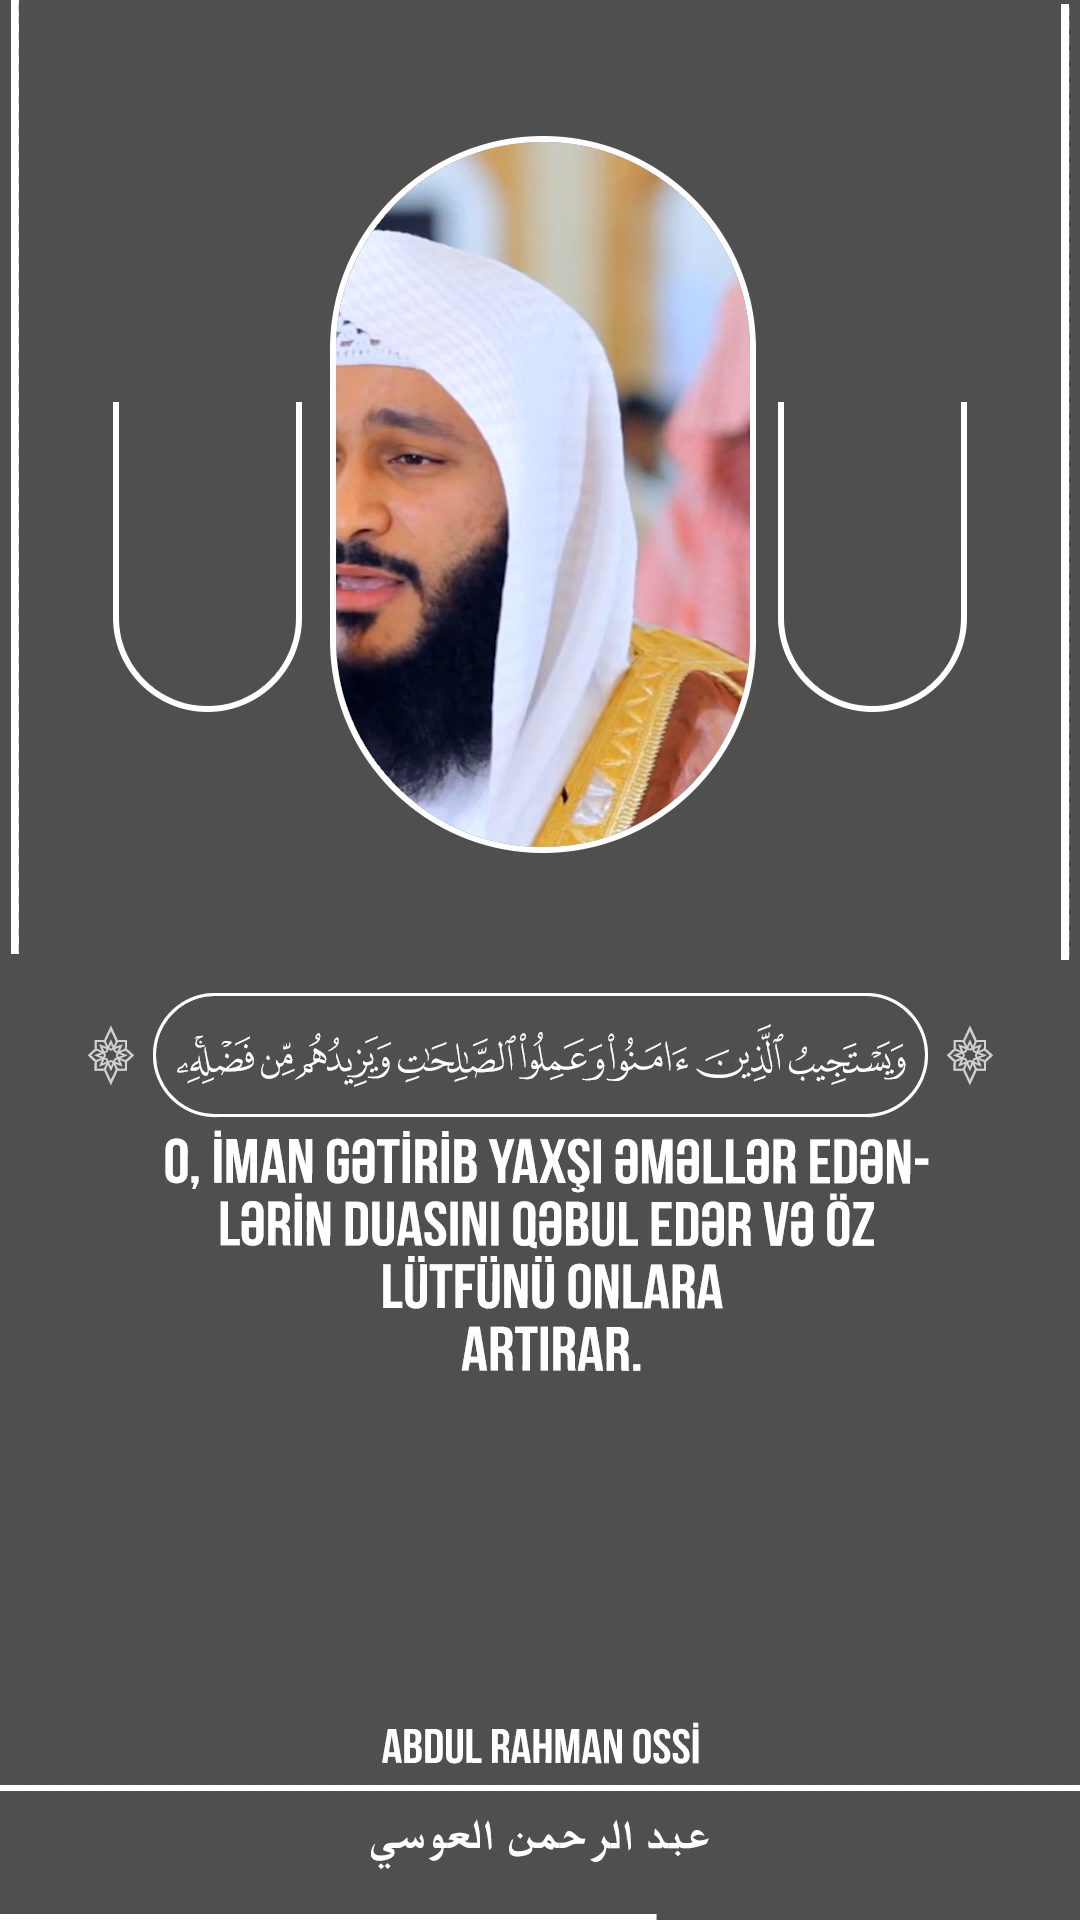 وَيَسْتَجِيبُ ٱلَّذِينَ ءَامَنُوا۟ وَعَمِلُوا۟ ٱلصَّـٰلِحَـٰتِ وَيَزِيدُهُم مِّن فَضْلِهِۦۚ
O, İMAN GƏTİRİB YAXŞI ƏMƏLLƏR EDƏN-
LƏRİN DUASINI QƏBUL EDƏR VƏ ÖZ
LÜTFÜNÜ ONLARA
ARTIRAR.
ABDUL RAHMAN OSSİ
عبد الرحمن العوسي